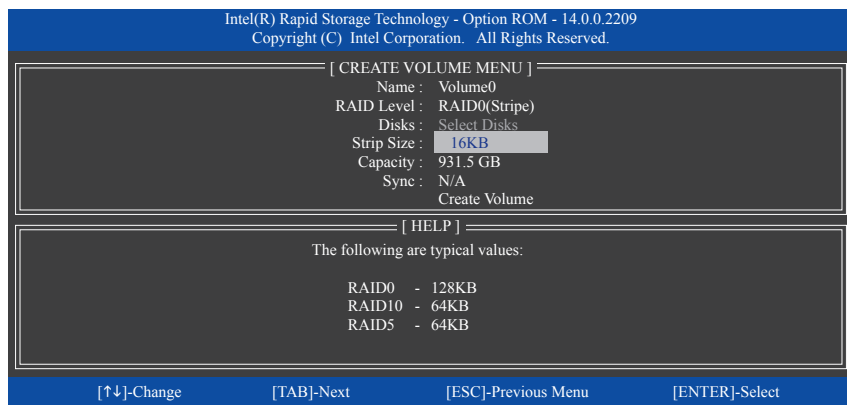 Intel(R) Rapid Storage Technology - Option ROM - 14.0.0.2209
Copyright (C) Intel Corporation. All Rights Reserved.
[ CREATE VOLUME MENU ]
Name : Volume0
RAID Level : RAID0(Stripe)
Disks : Select Disks
Strip Size : 16KB
Capacity : 931.5 GB
Sync : N/A
Create Volume
[ HELP ]
The following are typical values:
RAID0 - 128KB
RAID10 - 64KB
RAID5 - 64KB
[↑↓]-Change [TAB]-Next [ESC]-Previous Menu [ENTER]-Select